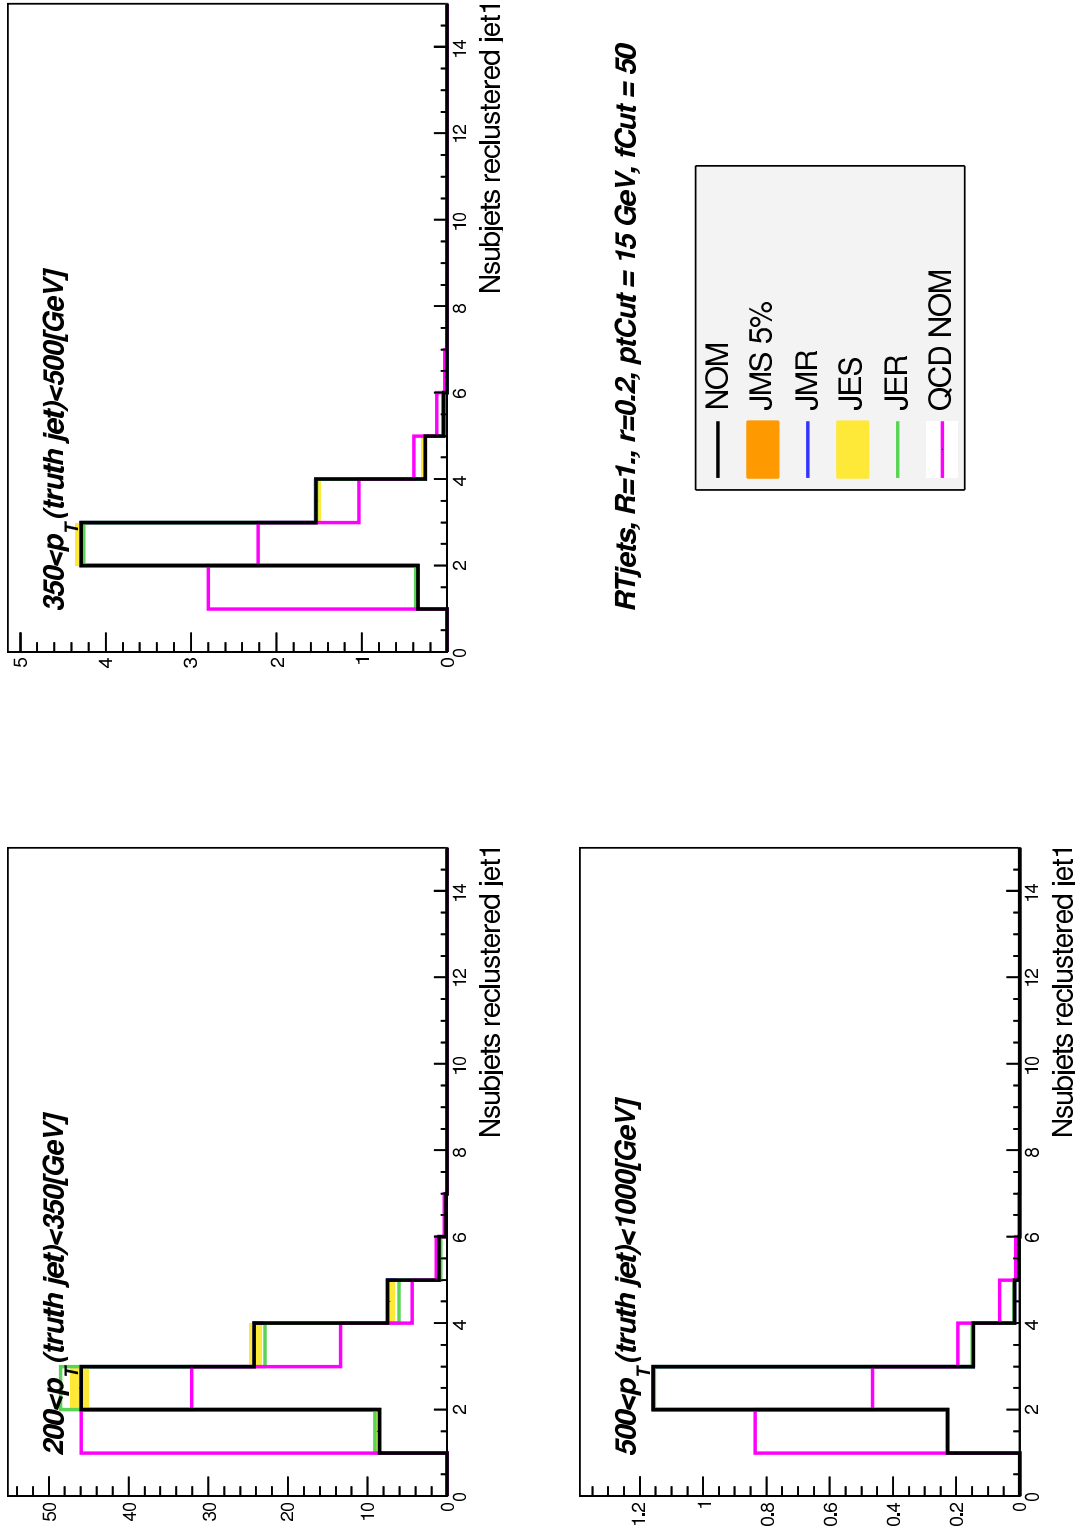 200<pT(truth jet)<350[GeV]
50
40
30
20
10
0
0 2 4 6 8 10 12 14
Nsubjets reclustered jet1
350<pT(truth jet)<500[GeV]
5
4
3
2
1
0
0 2 4 6 8 10 12 14
Nsubjets reclustered jet1
500<pT(truth jet)<1000[GeV]
1.2
1
0.8
0.6
0.4
0.2
0
0 2 4 6 8 10 12 14
Nsubjets reclustered jet1
RTjets, R=1., r=0.2, ptCut = 15 GeV, fCut = 50
NOM
JMS 5%
JMR
JES
JER
QCD NOM